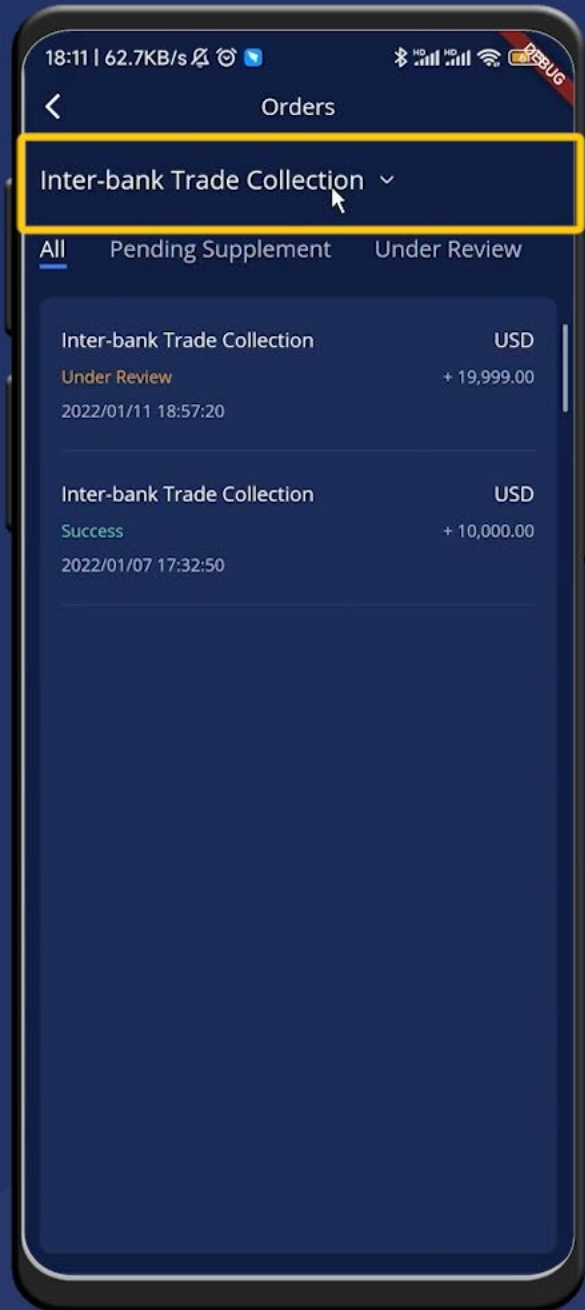 18:11 | 62.7KB/s
DEBUG
Orders
Inter-bank Trade Collection
All Pending Supplement Under Review
Inter-bank Trade Collection USD
Under Review + 19,999.00
2022/01/11 18:57:20
Inter-bank Trade Collection USD
Success + 10,000.00
2022/01/07 17:32:50